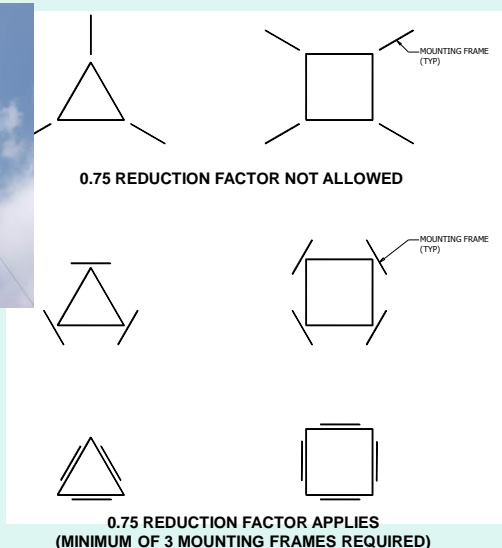 MOUNTING FRAME
(TYP)
0.75 REDUCTION FACTOR NOT ALLOWED
MOUNTING FRAME
(TYP)
0.75 REDUCTION FACTOR APPLIES
(MINIMUM OF 3 MOUNTING FRAMES REQUIRED)